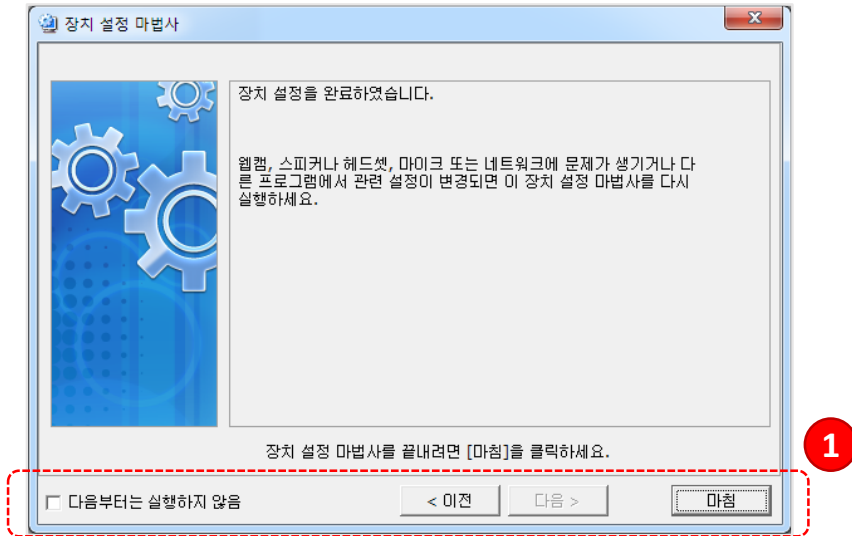 장치 설정 마법사
장치 설정을 완료하였습니다.
웹캠, 스피커나 헤드셋, 마이크 또는 네트워크에 문제가 생기거나 다
른 프로그램에서 관련 설정이 변경되면 이 장치 설정 마법사를 다시
실행하세요.
장치 설정 마법사를 끝내려면 [마침]을 클릭하세요.
1
다음부터는 실행하지 않음
< 이전
다음 >
마침